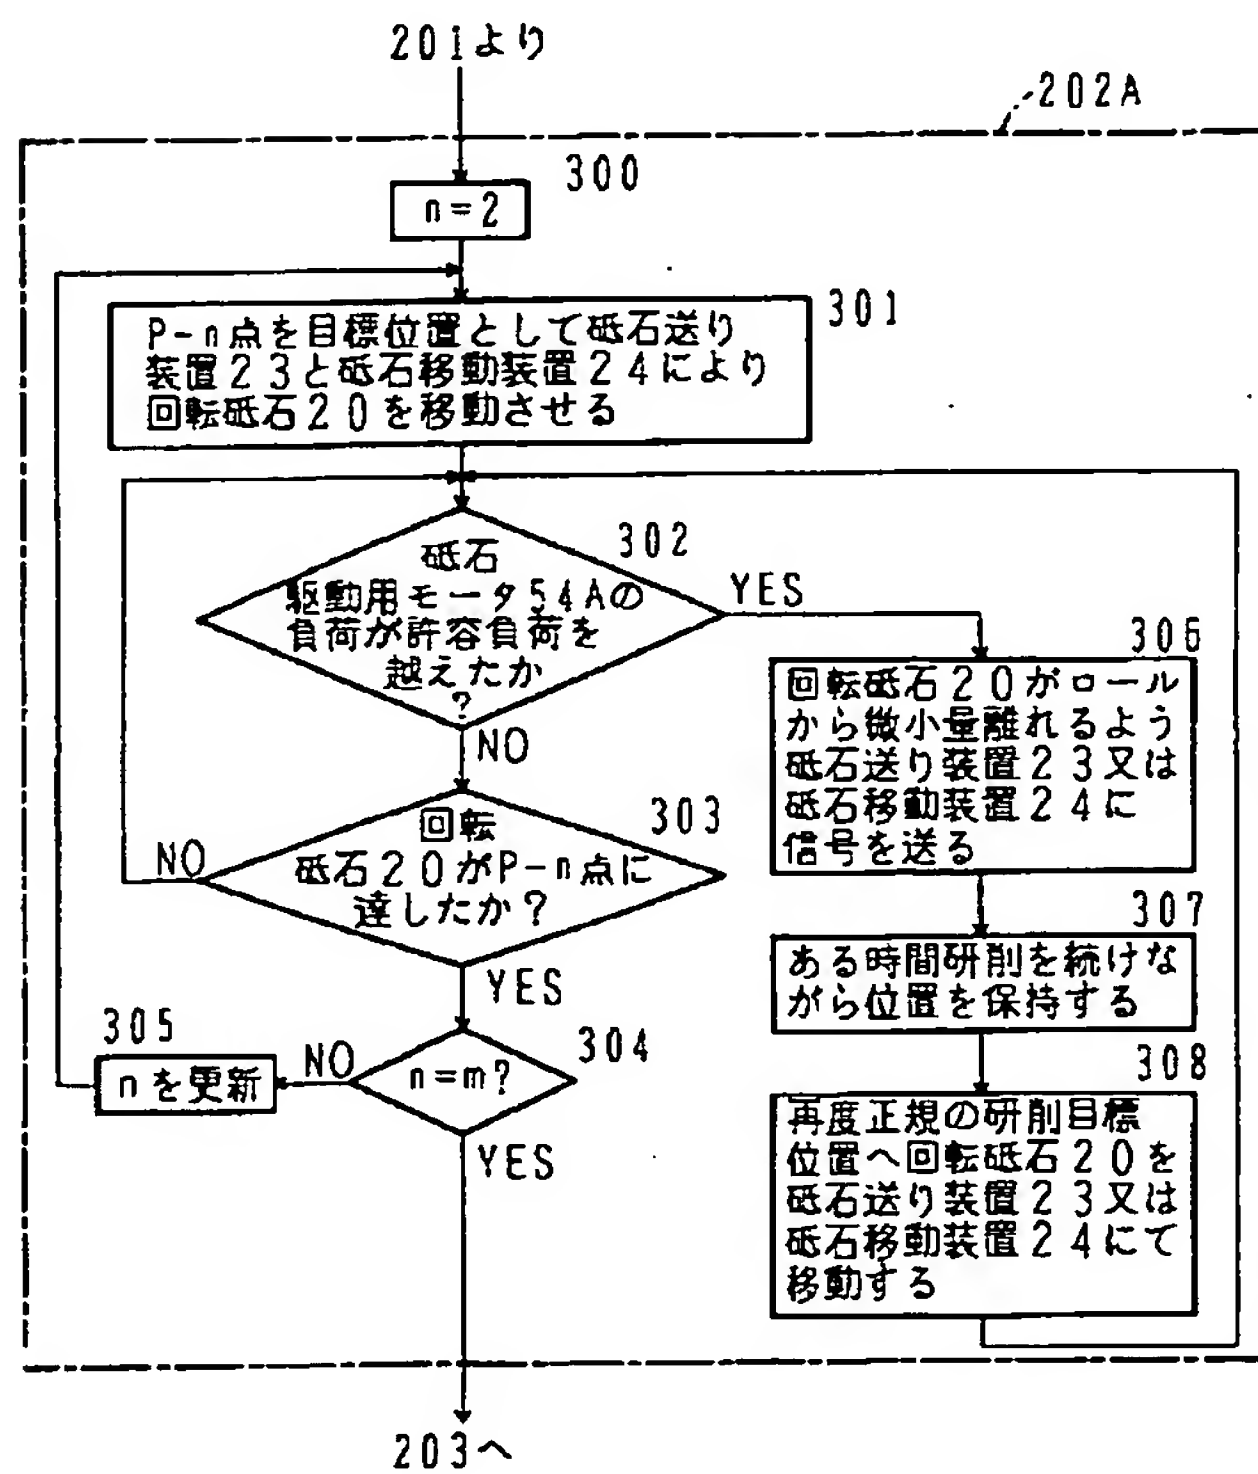 201より
202A
300
n=2
301
P-n点を目標位置として砥石送り
装置23と砥石移動装置24により
回転砥石20を移動させる
302
砥石
駆動用モータ54Aの
負荷が許容負荷を
越えたか
?
YES
NO
303
回転
砥石20がP-n点に
達したか?
NO
YES
304
n=m?
NO
YES
305
nを更新
306
回転砥石20がロール
から微小量離れるよう
砥石送り装置23又は
砥石移動装置24に
信号を送る
307
ある時間研削を続けな
がら位置を保持する
308
再度正規の研削目標
位置へ回転砥石20を
砥石送り装置23又は
砥石移動装置24にて
移動する
203へ